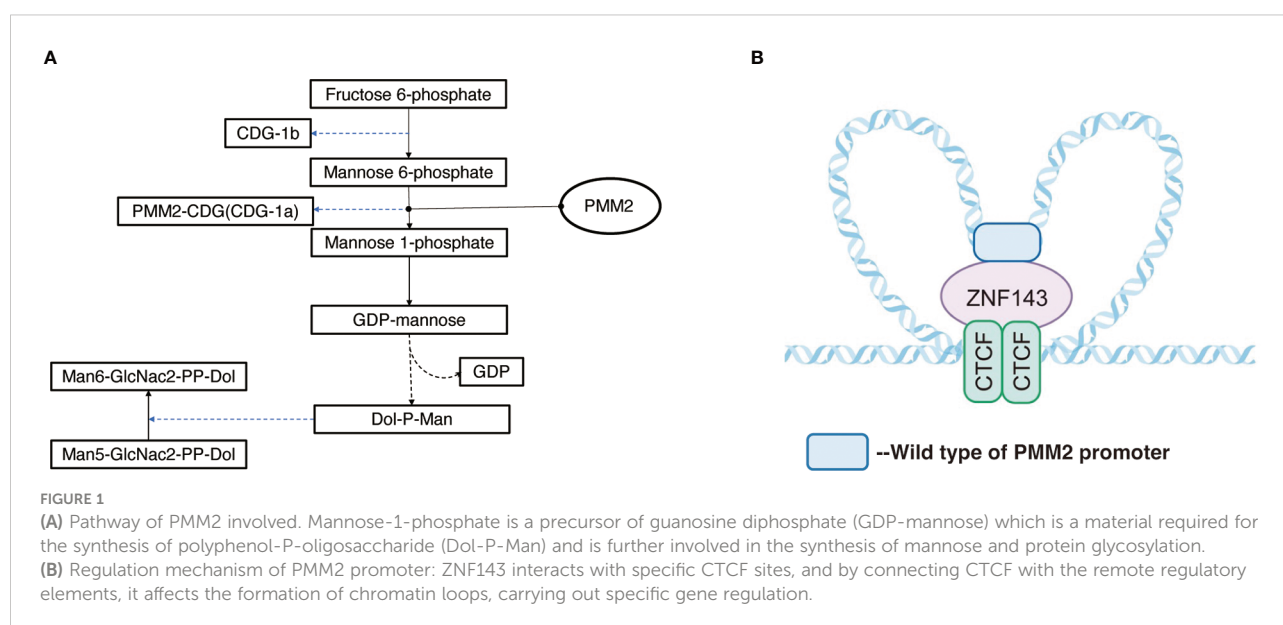 A
Fructose 6-phosphate
CDG-1b
Mannose 6-phosphate
PMM2-CDG(CDG-1a)
PMM2
Mannose 1-phosphate
GDP-mannose
GDP
Man6-GlcNac2-PP-Dol
Dol-P-Man
Man5-GlcNac2-PP-Dol
B
ZNF143
CTCF
CTCF
--Wild type of PMM2 promoter
FIGURE 1
(A) Pathway of PMM2 involved. Mannose-1-phosphate is a precursor of guanosine diphosphate (GDP-mannose) which is a material required for
the synthesis of polyphenol-P-oligosaccharide (Dol-P-Man) and is further involved in the synthesis of mannose and protein glycosylation.
(B) Regulation mechanism of PMM2 promoter: ZNF143 interacts with specific CTCF sites, and by connecting CTCF with the remote regulatory
elements, it affects the formation of chromatin loops, carrying out specific gene regulation.